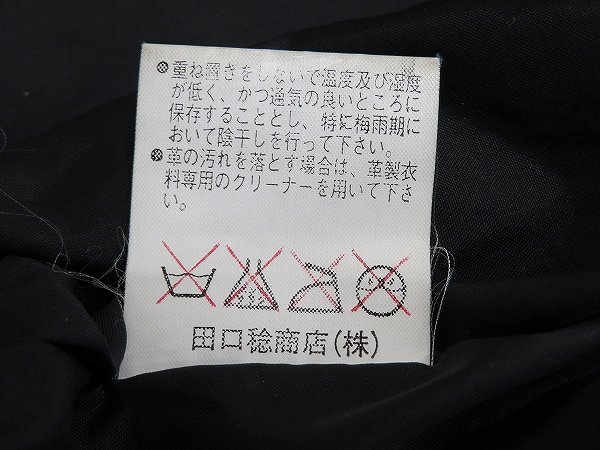 ◉重ね置きをしないで温度及び湿度
が低く、かつ通気の良いところに
保存することとし、特に梅雨期に
おいて陰干しを行って下さい。
◉革の汚れを落とす場合は、革製衣
料専用のクリーナーを用いて下さ
い。
田口稔商店(株)